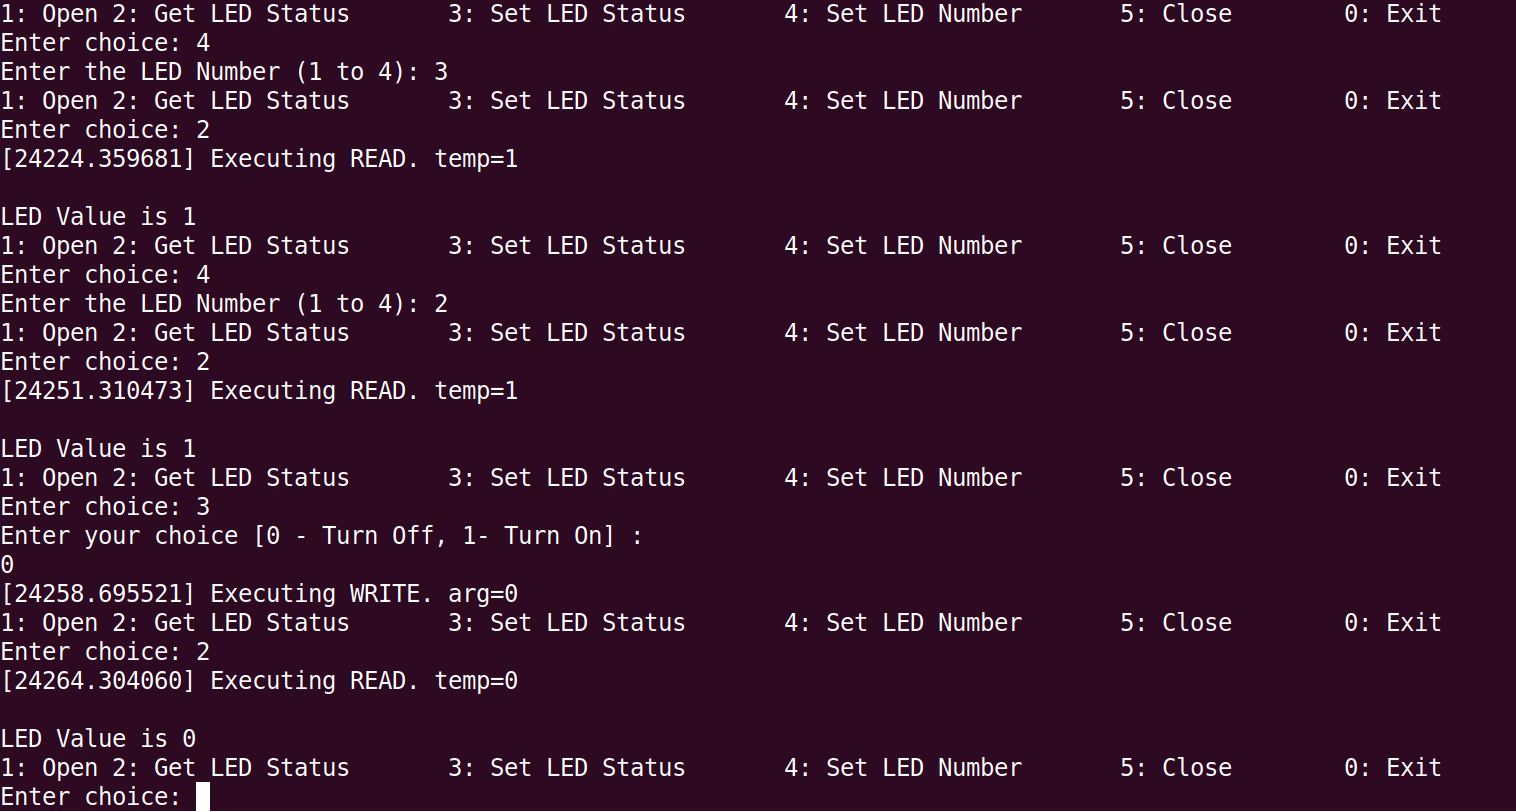 1: Open 2: Get LED Status       3: Set LED Status       4: Set LED Number       5: Close        0: Exit
Enter choice: 4
Enter the LED Number (1 to 4): 3
1: Open 2: Get LED Status       3: Set LED Status       4: Set LED Number       5: Close        0: Exit
Enter choice: 2
[24224.359681] Executing READ. temp=1

LED Value is 1
1: Open 2: Get LED Status       3: Set LED Status       4: Set LED Number       5: Close        0: Exit
Enter choice: 4
Enter the LED Number (1 to 4): 2
1: Open 2: Get LED Status       3: Set LED Status       4: Set LED Number       5: Close        0: Exit
Enter choice: 2
[24251.310473] Executing READ. temp=1

LED Value is 1
1: Open 2: Get LED Status       3: Set LED Status       4: Set LED Number       5: Close        0: Exit
Enter choice: 3
Enter your choice [0 - Turn Off, 1- Turn On] :
0
[24258.695521] Executing WRITE. arg=0
1: Open 2: Get LED Status       3: Set LED Status       4: Set LED Number       5: Close        0: Exit
Enter choice: 2
[24264.304060] Executing READ. temp=0

LED Value is 0
1: Open 2: Get LED Status       3: Set LED Status       4: Set LED Number       5: Close        0: Exit
Enter choice: